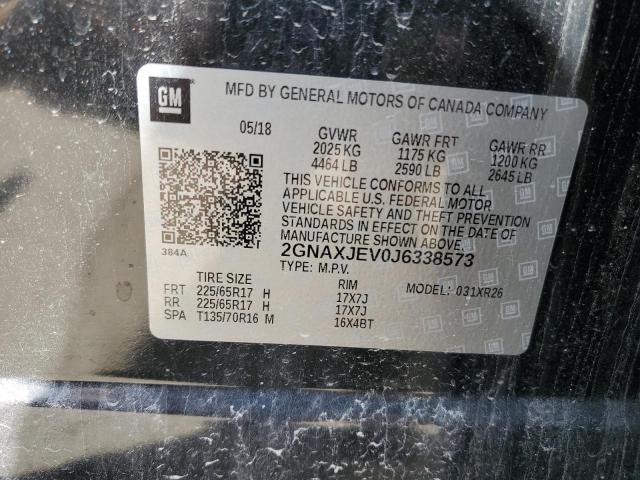 GM
MFD BY GENERAL MOTORS OF CANADA COMPANY
05/18 GVWR GAWR FRT GAWR RR
2025 KG 1175 KG 1200 KG
4464 LB 2590 LB 2645 LB
THIS VEHICLE CONFORMS TO ALL
APPLICABLE U.S. FEDERAL MOTOR
VEHICLE SAFETY AND THEFT PREVENTION
STANDARDS IN EFFECT ON THE DATE
OF MANUFACTURE SHOWN ABOVE.
384A 2GNAXJEV0J6338573
TYPE: M.P.V. MODEL: 031XR26
TIRE SIZE RIM
FRT 225/65R17 H 17X7J
RR 225/65R17 H 17X7J
SPA T135/70R16 M 16X4BT